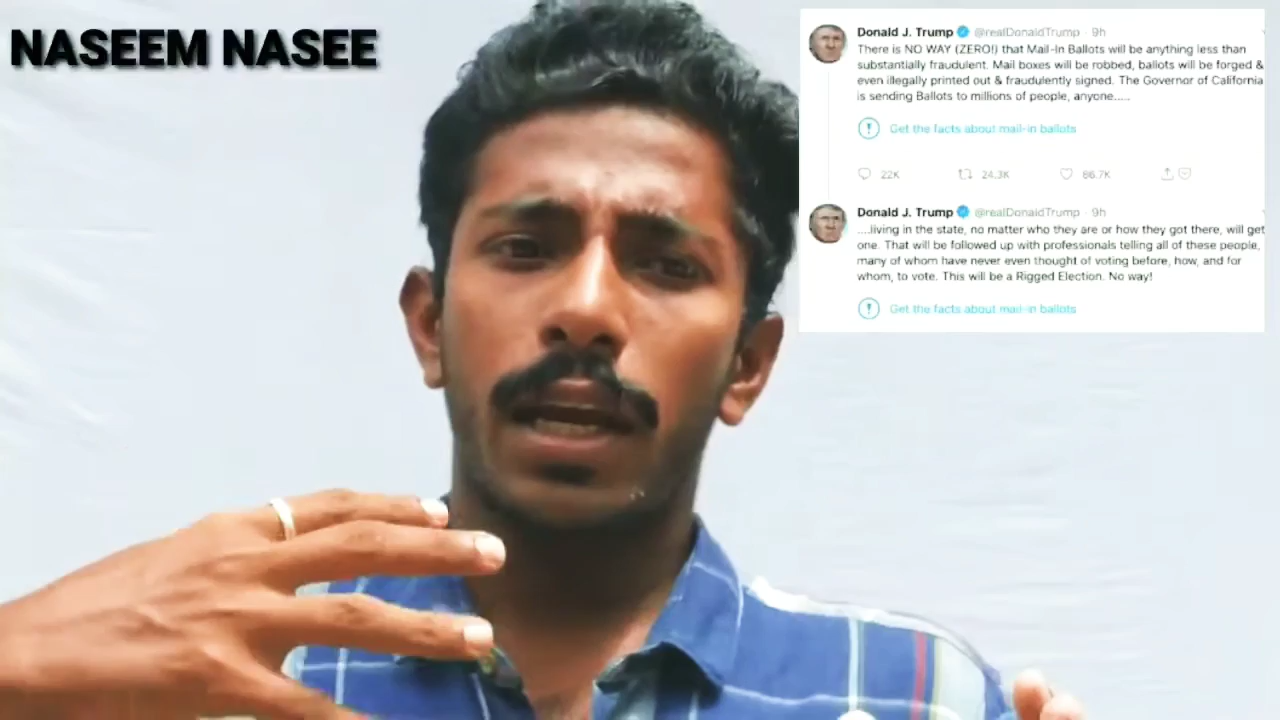 NASEEM NASEE
Donald J. Trump @realDonaldTrump · 9h
There is NO WAY (ZERO!) that Mail-In Ballots will be anything less than
substantially fraudulent. Mail boxes will be robbed, ballots will be forged &
even illegally printed out & fraudulently signed. The Governor of California
is sending Ballots to millions of people, anyone.....
Get the facts about mail-in ballots
22K 24.3K 86.7K
Donald J. Trump @realDonaldTrump · 9h
....living in the state, no matter who they are or how they got there, will get
one. That will be followed up with professionals telling all of these people,
many of whom have never even thought of voting before, how, and for
whom, to vote. This will be a Rigged Election. No way!
Get the facts about mail-in ballots